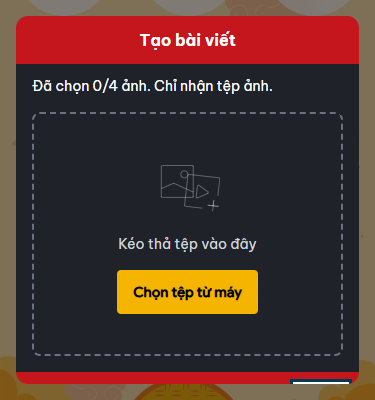 Tạo bài viết
Đã chọn 0/4 ảnh. Chỉ nhận tệp ảnh.
Kéo thả tệp vào đây
Chọn tệp từ máy